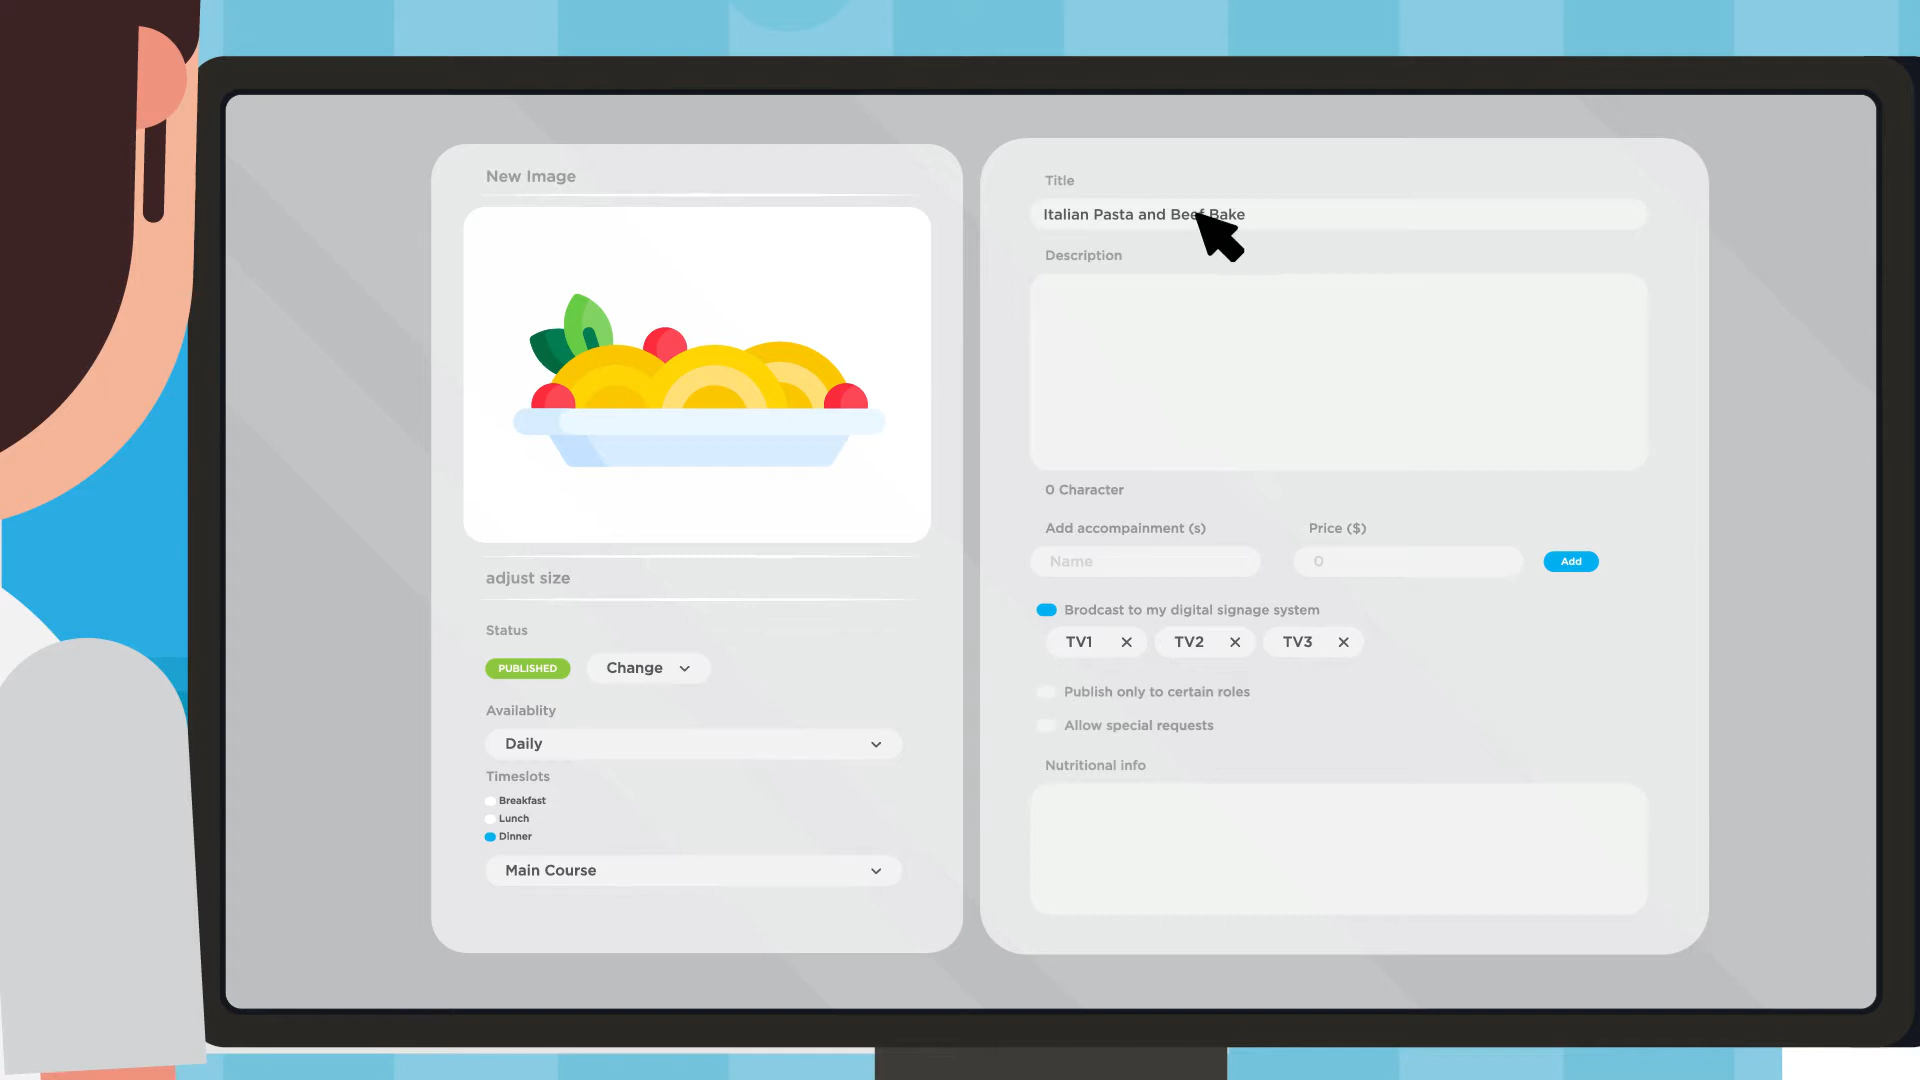 New Image
adjust size
Status
PUBLISHED
Change
Availablity
Daily
Timeslots
Breakfast
Lunch
Dinner
Main Course
Title
Italian Pasta and Beef Bake
Description
0 Character
Add accompainment (s) Price ($)
Name 0 Add
Brodcast to my digital signage system
TV1 TV2 TV3
Publish only to certain roles
Allow special requests
Nutritional info